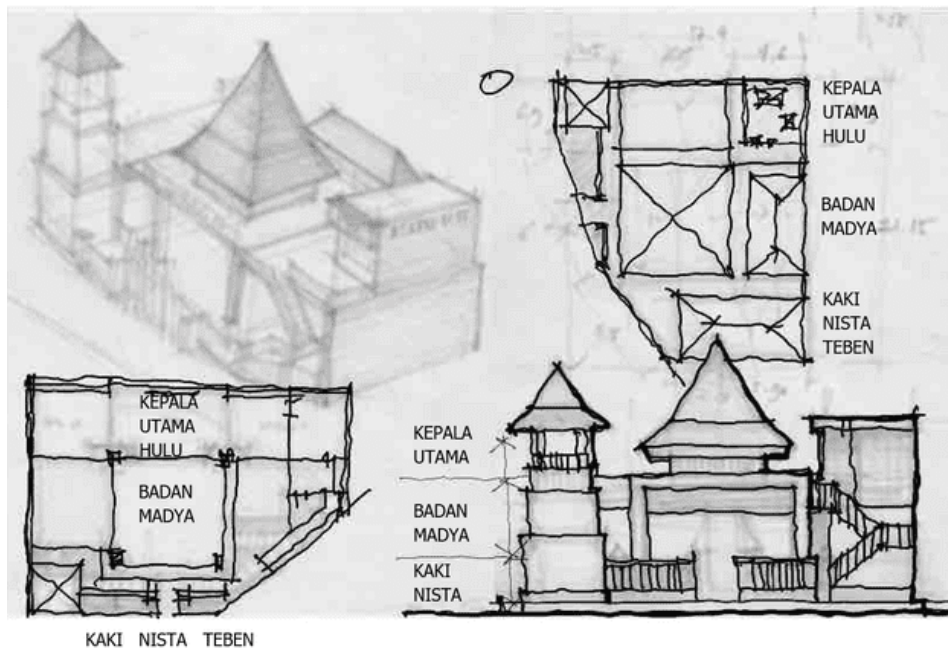 KEPALA
UTAMA
HULU
BADAN
MADYA
KAKI
NISTA
TEBEN
KEPALA
UTAMA
HULU
BADAN
MADYA
KEPALA
UTAMA
BADAN
MADYA
KAKI
NISTA
KAKI NISTA TEBEN